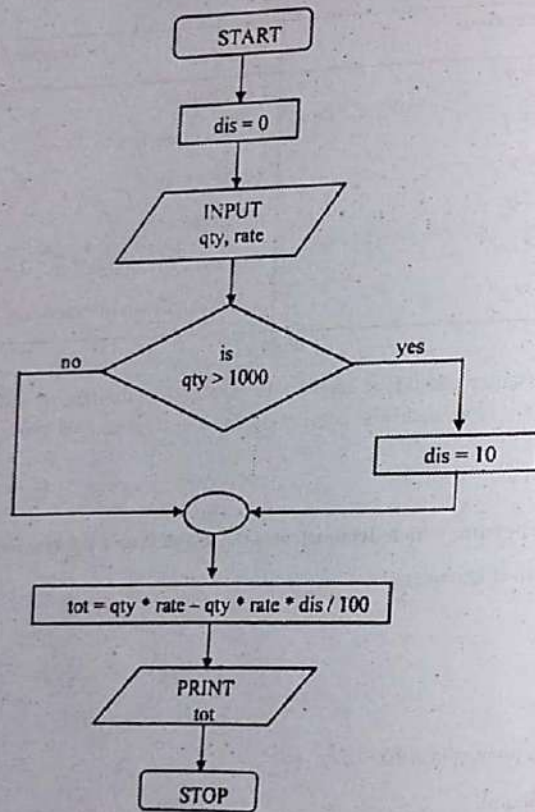 START
dis = 0
INPUT
qty, rate
is
qty > 1000
no
yes
dis = 10
tot = qty * rate – qty * rate * dis / 100
PRINT
tot
STOP